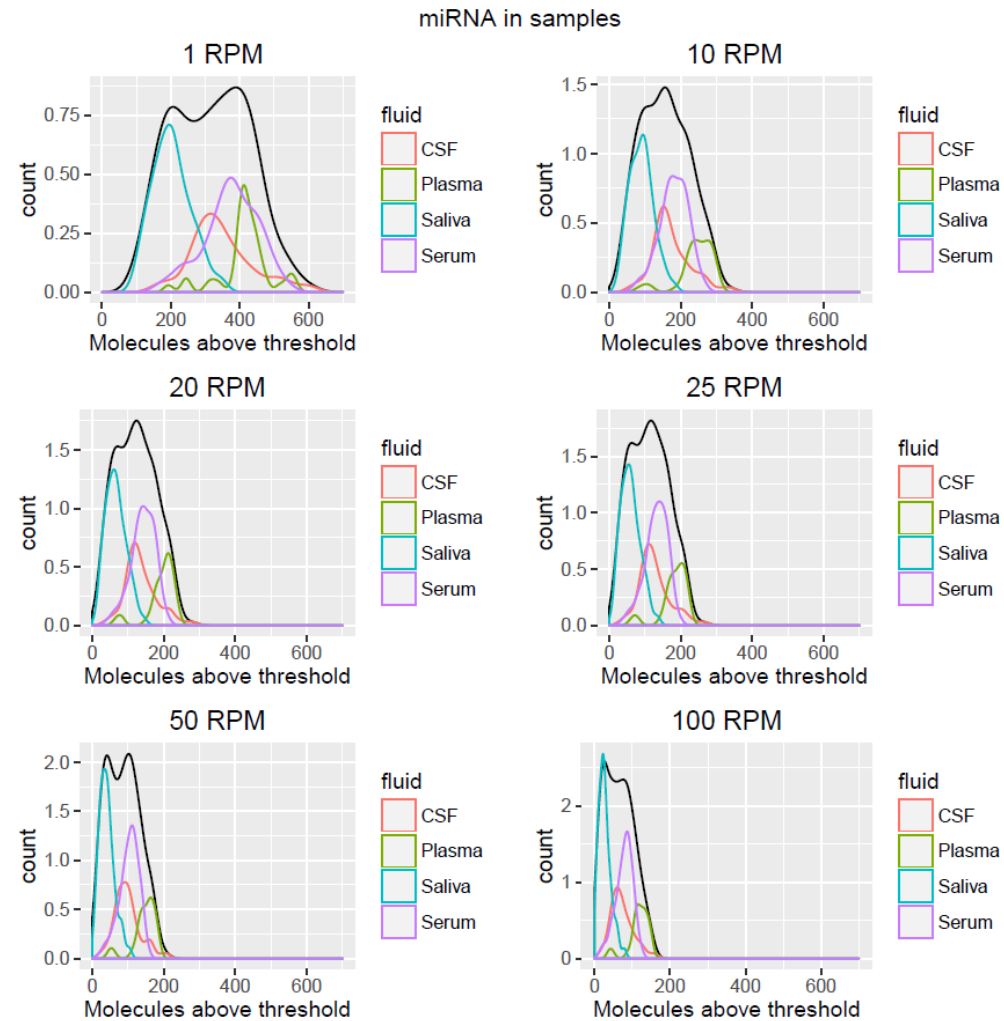 miRNA in samples
1 RPM
count
0.75
0.50
0.25
0.00
0 200 400 600
Molecules above threshold
fluid
CSF
Plasma
Saliva
Serum
10 RPM
count
1.5
1.0
0.5
0.0
0 200 400 600
Molecules above threshold
fluid
CSF
Plasma
Saliva
Serum
20 RPM
count
1.5
1.0
0.5
0.0
0 200 400 600
Molecules above threshold
fluid
CSF
Plasma
Saliva
Serum
25 RPM
count
1.5
1.0
0.5
0.0
0 200 400 600
Molecules above threshold
fluid
CSF
Plasma
Saliva
Serum
50 RPM
count
2.0
1.5
1.0
0.5
0.0
0 200 400 600
Molecules above threshold
fluid
CSF
Plasma
Saliva
Serum
100 RPM
count
2
1
0
0 200 400 600
Molecules above threshold
fluid
CSF
Plasma
Saliva
Serum